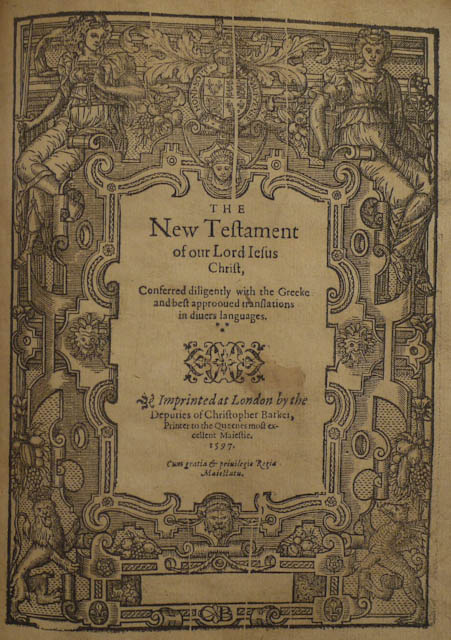 THE
New Testament
of our Lord Iesus
Christ,
Conferred diligently with the Greeke
and best approoued translations
in diuers languages.
Imprinted at London by the
Deputies of Christopher Barker,
Printer to the Queenes most ex-
cellent Maiestie.
1597.
Cum gratia & priuilegio Regiæ
Maiestatis.
CB